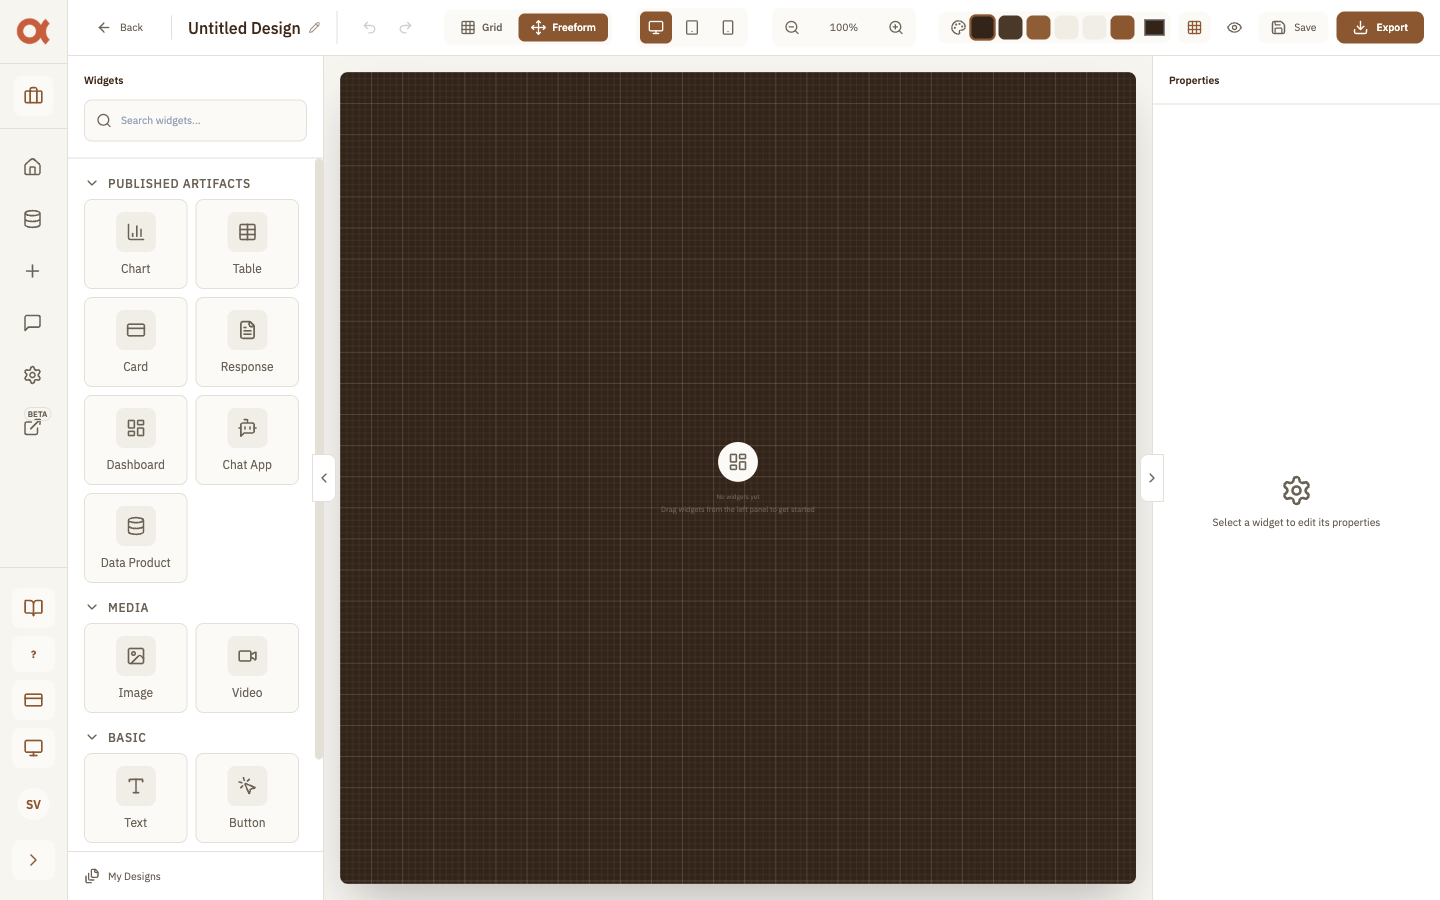 Back
Untitled Design
Grid
Freeform
100%
Save
Export
Widgets
Search widgets...
PUBLISHED ARTIFACTS
Chart
Table
Card
Response
Dashboard
Chat App
Data Product
MEDIA
Image
Video
BASIC
Text
Button
My Designs
BETA
?
SV
No widgets yet
Drag widgets from the left panel to get started
Properties
Select a widget to edit its properties